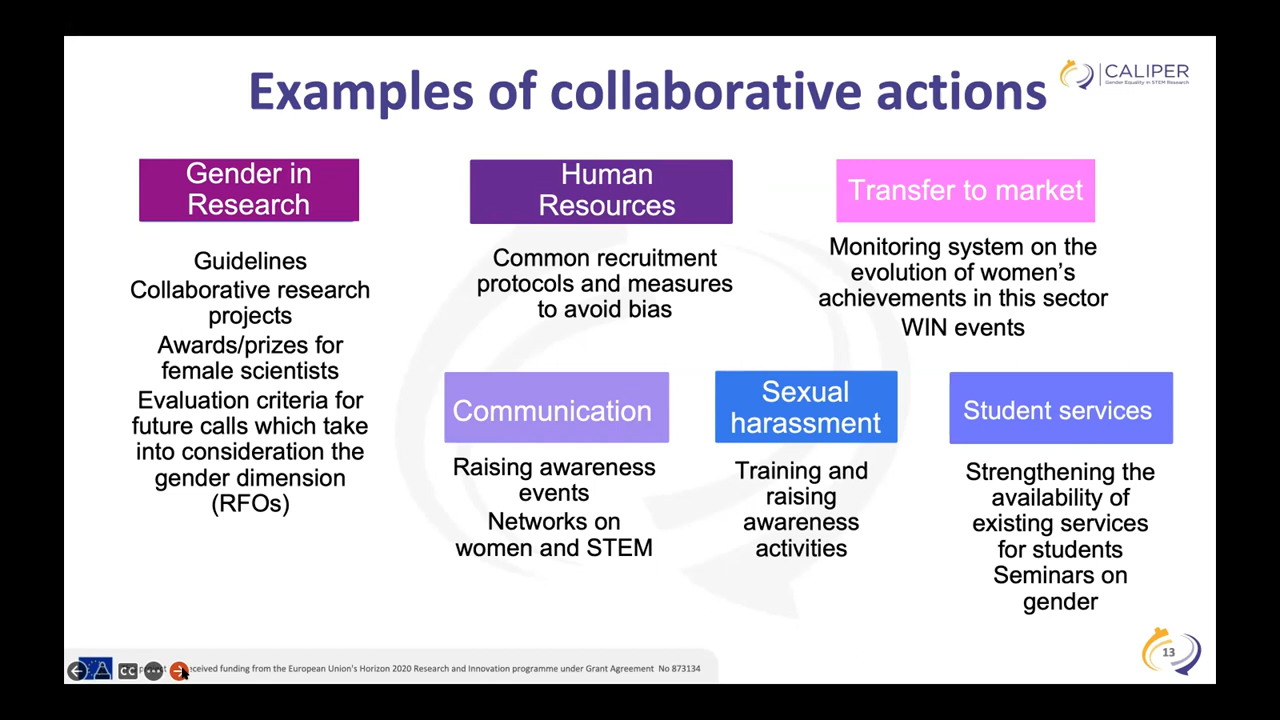 Examples of collaborative actions
CALIPER
Gender Equality in STEM Research
Gender in
Research
Guidelines
Collaborative research
projects
Awards/prizes for
female scientists
Evaluation criteria for
future calls which take
into consideration the
gender dimension
(RFOs)
Human
Resources
Common recruitment
protocols and measures
to avoid bias
Transfer to market
Monitoring system on the
evolution of women’s
achievements in this sector
WIN events
Communication
Raising awareness
events
Networks on
women and STEM
Sexual
harassment
Training and
raising
awareness
activities
Student services
Strengthening the
availability of
existing services
for students
Seminars on
gender
CC
funding from the European Union's Horizon 2020 Research and Innovation programme under Grant Agreement No 873134
13